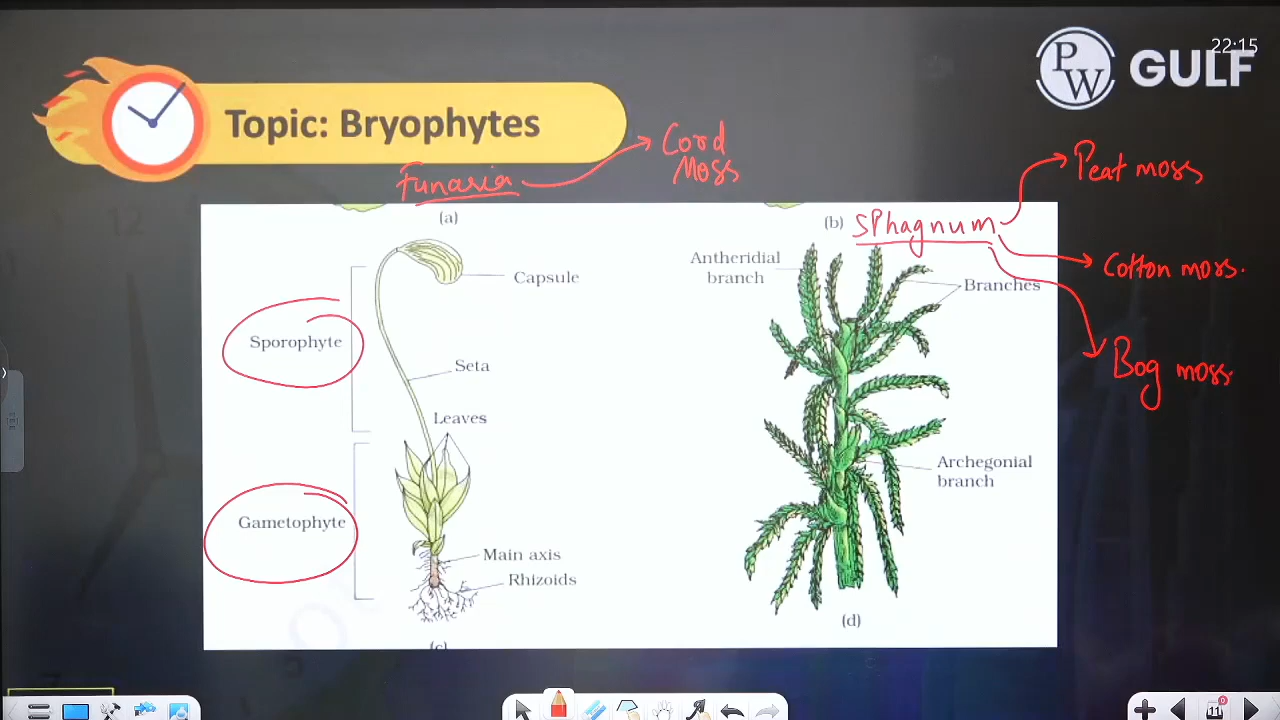 22:15
PW GULF
Topic: Bryophytes
Funaria
Cord
Moss
Peat moss
(a)
(b)
SPhagnum
Antheridial
branch
Capsule
Cotton moss.
Branches
Sporophyte
Seta
Bog moss
Leaves
Archegonial
branch
Gametophyte
Main axis
Rhizoids
(d)
(c)
11